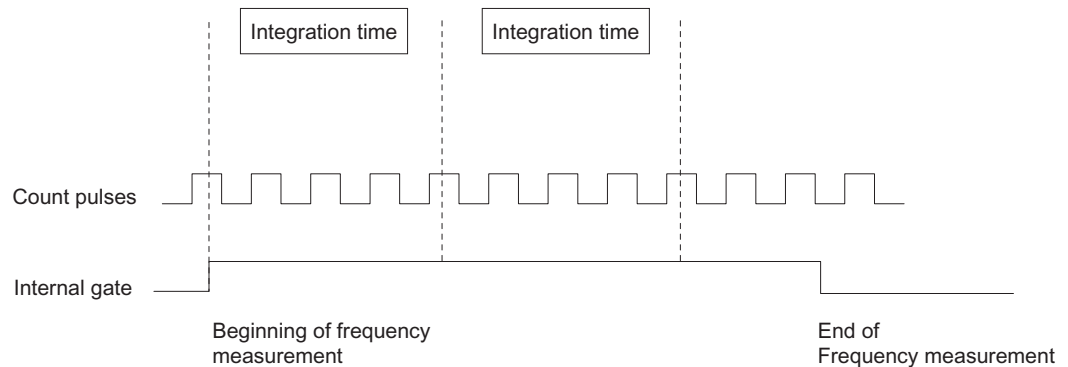 Integration time
Integration time
Count pulses
Internal gate
Beginning of frequency
measurement
End of
Frequency measurement